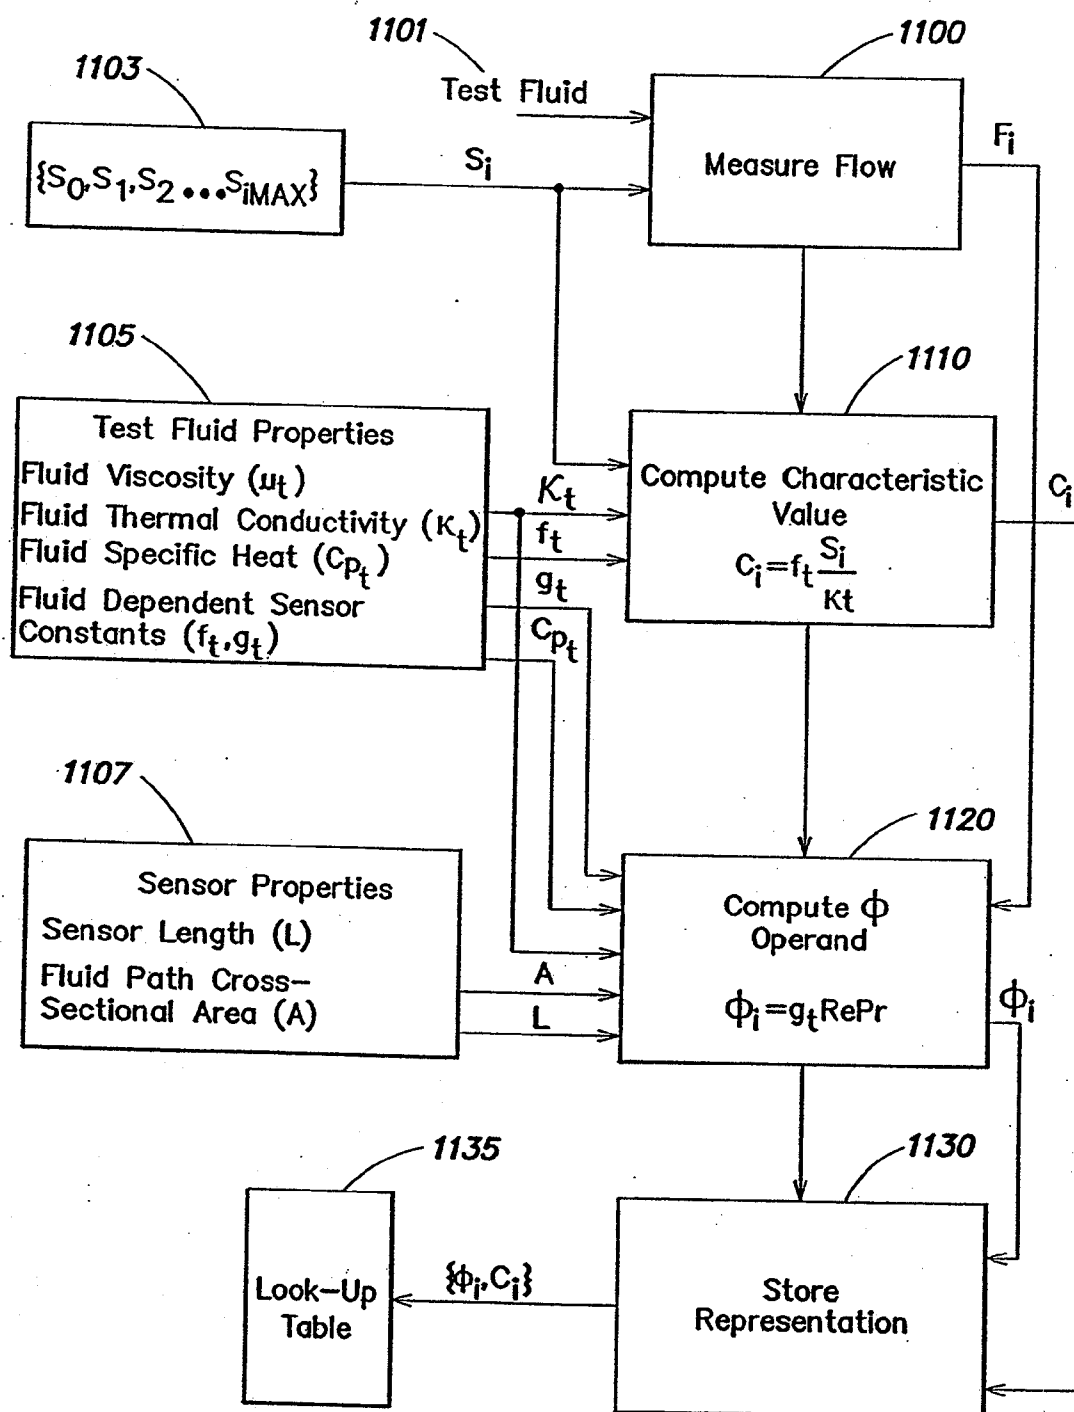 1101
1100
1103
Test Fluid
{S0,S1,S2•••SiMAX}
Si
Measure Flow
Fi
1105
1110
Test Fluid Properties
Fluid Viscosity (μt)
Fluid Thermal Conductivity (Kt)
Fluid Specific Heat (Cpt)
Fluid Dependent Sensor
Constants (ft,gt)
Kt
ft
gt
Cpt
Compute Characteristic
Value
Ci=ft Si/Kt
Ci
1107
1120
Sensor Properties
Sensor Length (L)
Fluid Path Cross-
Sectional Area (A)
A
L
Compute ϕ
Operand
ϕi=gtRePr
ϕi
1135
1130
Look-Up
Table
{ϕi,Ci}
Store
Representation